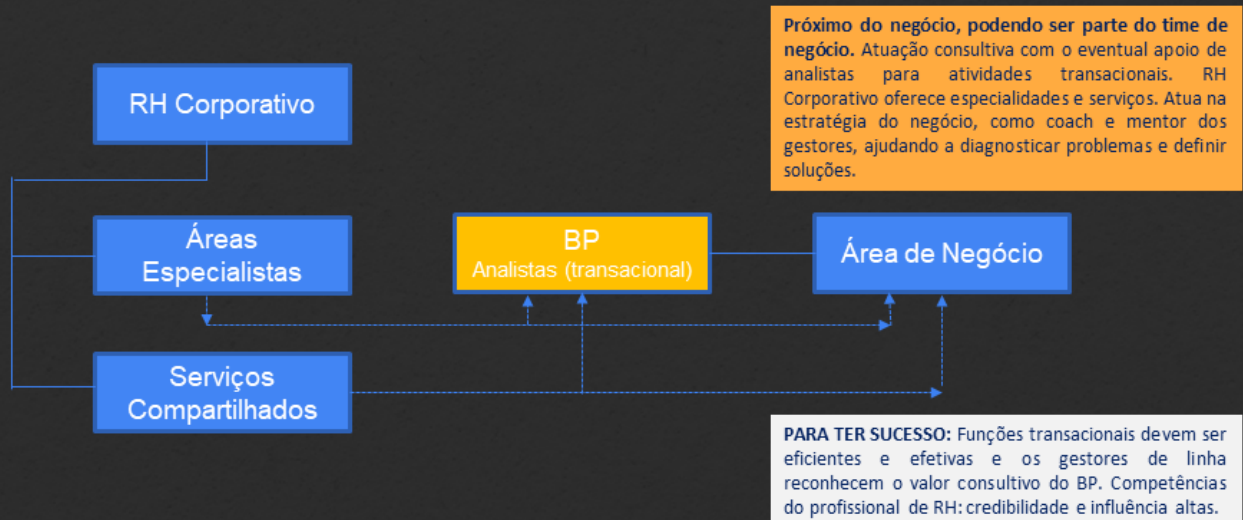 Próximo do negócio, podendo ser parte do time de
negócio. Atuação consultiva com o eventual apoio de
analistas para atividades transacionais. RH
Corporativo oferece especialidades e serviços. Atua na
estratégia do negócio, como coach e mentor dos
gestores, ajudando a diagnosticar problemas e definir
soluções.
RH Corporativo
Áreas
Especialistas
BP
Analistas (transacional)
Área de Negócio
Serviços
Compartilhados
PARA TER SUCESSO: Funções transacionais devem ser
eficientes e efetivas e os gestores de linha
reconhecem o valor consultivo do BP. Competências
do profissional de RH: credibilidade e influência altas.